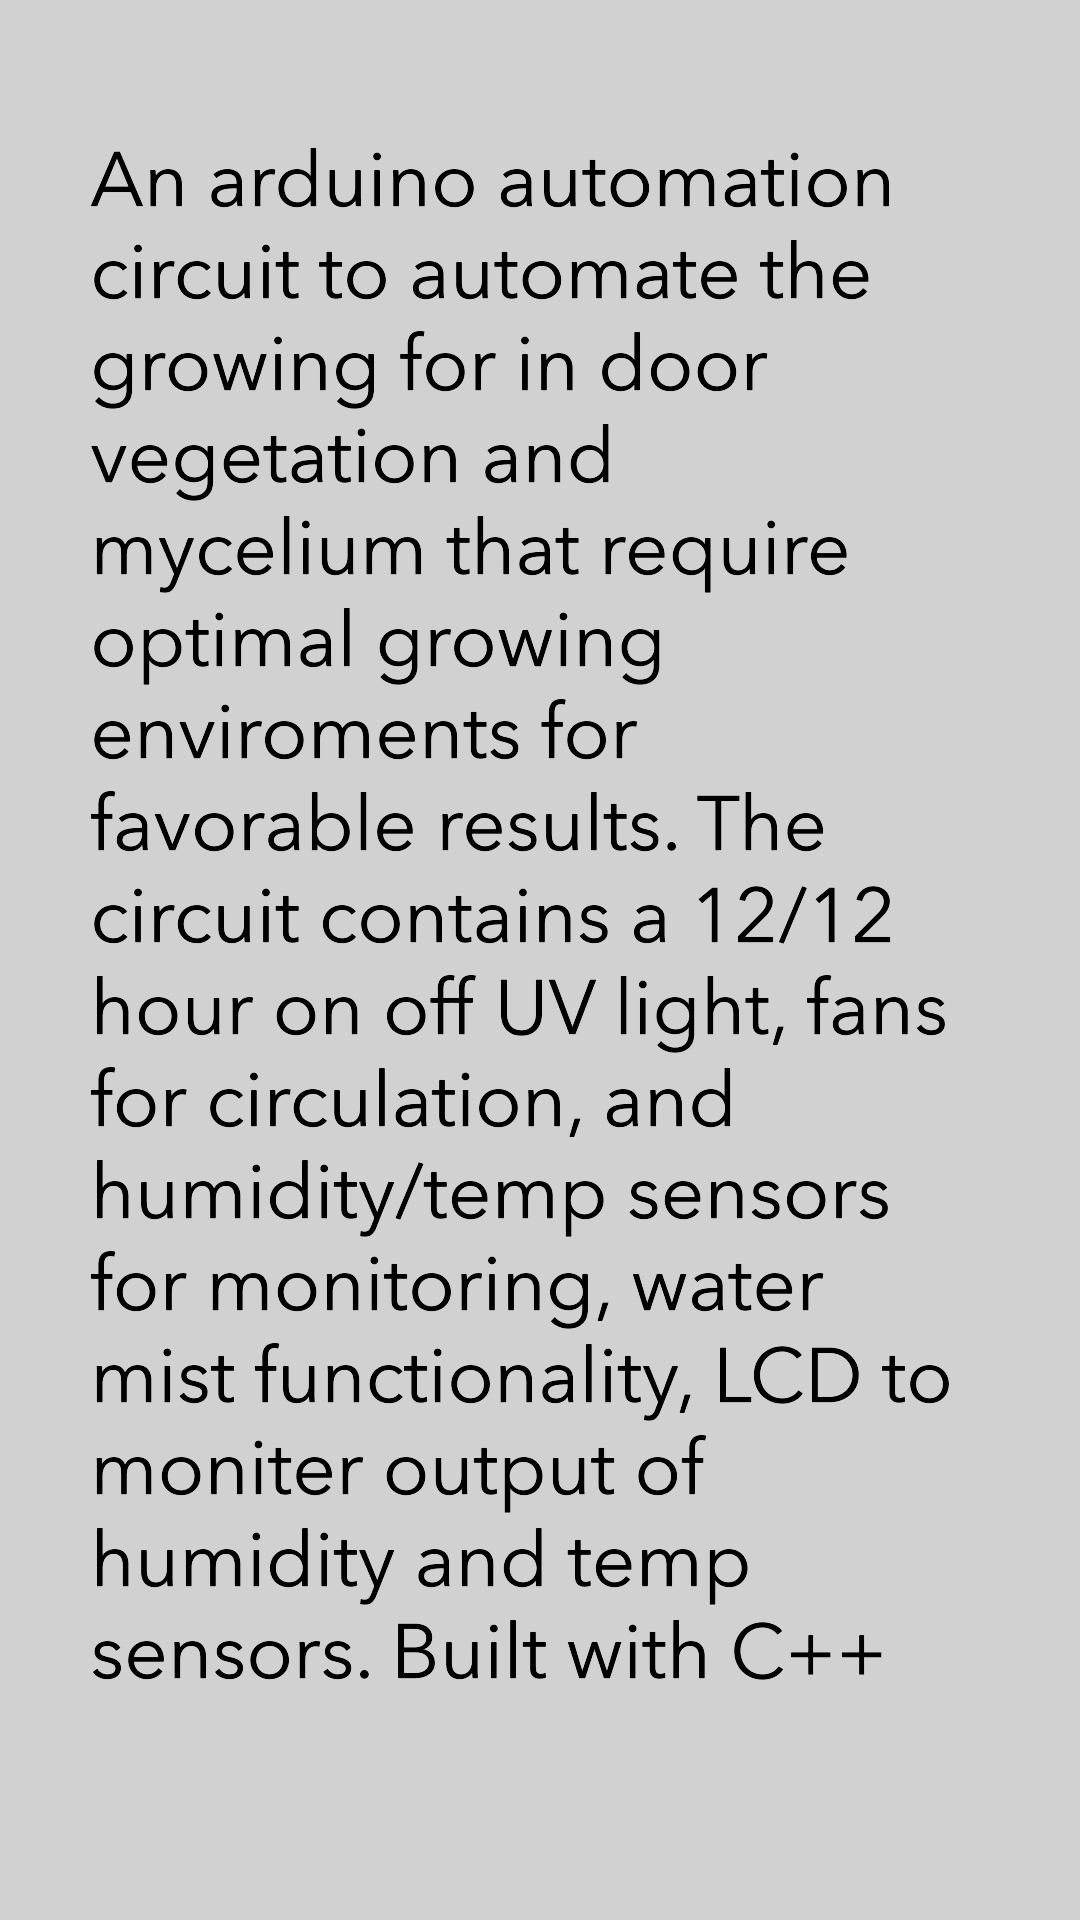 An arduino automation
circuit to automate the
growing for in door
vegetation and
mycelium that require
optimal growing
enviroments for
favorable results. The
circuit contains a 12/12
hour on off UV light, fans
for circulation, and
humidity/temp sensors
for monitoring, water
mist functionality, LCD to
moniter output of
humidity and temp
sensors. Built with C++